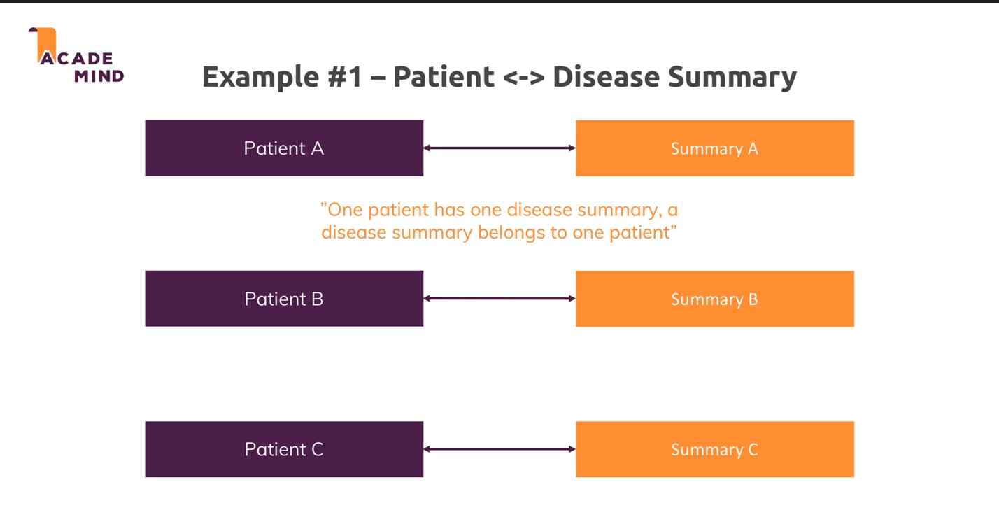 ACADE
MIND
Example #1 – Patient <-> Disease Summary
Patient A
Summary A
”One patient has one disease summary, a
disease summary belongs to one patient”
Patient B
Summary B
Patient C
Summary C